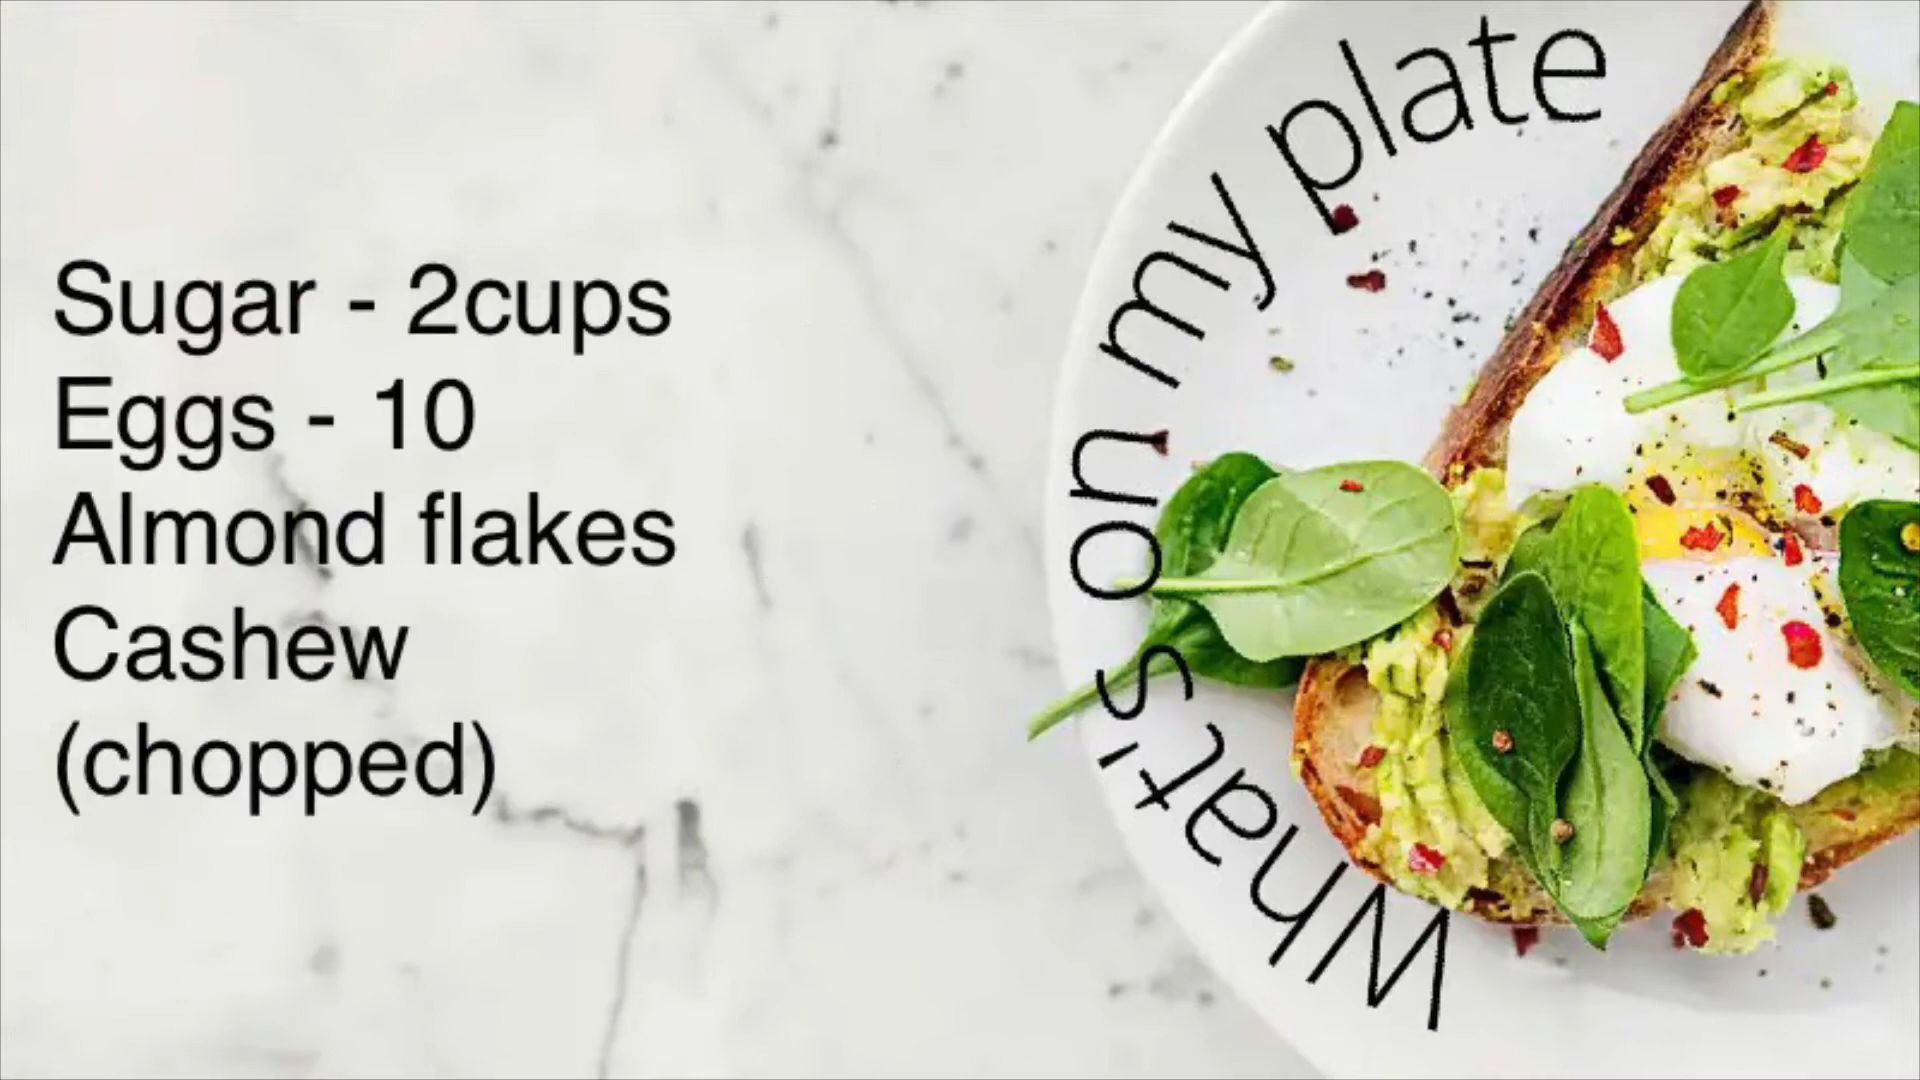 Sugar - 2cups
Eggs - 10
Almond flakes
Cashew
(chopped)
What's on my plate